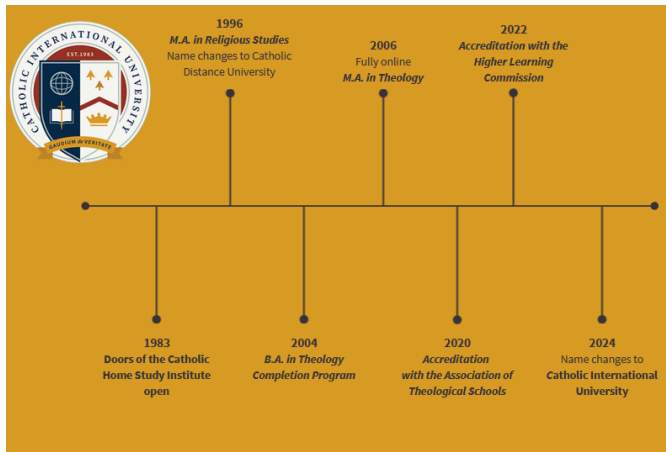 CATHOLIC INTERNATIONAL UNIVERSITY
EST.1983
GAUDIUM de VERITATE
1996
M.A. in Religious Studies
Name changes to Catholic
Distance University
2006
Fully online
M.A. in Theology
2022
Accreditation with the
Higher Learning
Commission
1983
Doors of the Catholic
Home Study Institute
open
2004
B.A. in Theology
Completion Program
2020
Accreditation
with the Association of
Theological Schools
2024
Name changes to
Catholic International
University